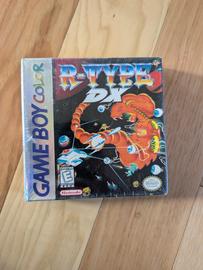 GAME BOY COLOR
R-TYPE
DX
E
Nintendo